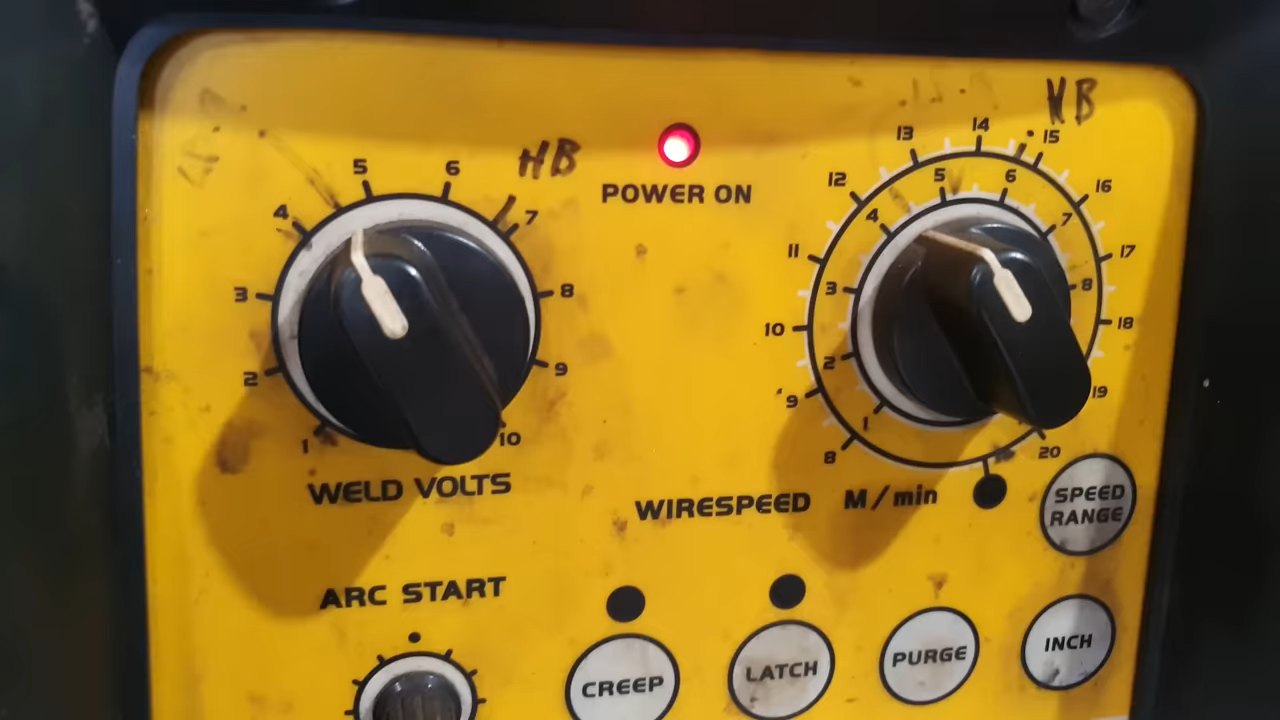 HB
HB
POWER ON
1 2 3 4 5 6 7 8 9 10
8 9 10 11 12 13 14 15 16 17 18 19 20
1 2 3 4 5 6 7 8
WELD VOLTS
WIRESPEED M/min
SPEED
RANGE
ARC START
CREEP
LATCH
PURGE
INCH